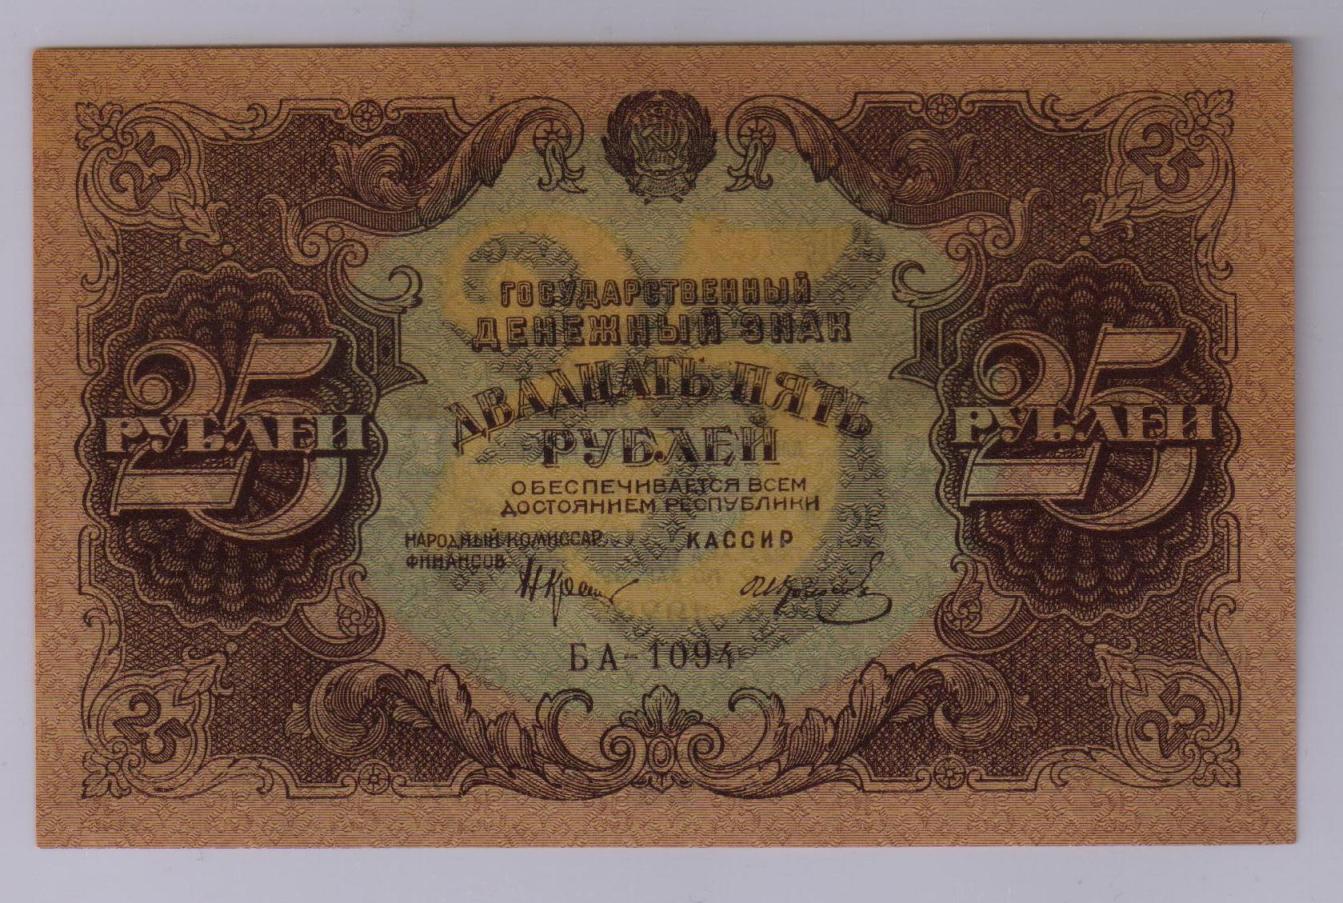 25
25
ГОСУДАРСТВЕННЫЙ
ДЕНЕЖНЫЙ ЗНАК
ДВАДЦАТЬ ПЯТЬ
РУБЛЕЙ
25
РУБЛЕЙ
25
РУБЛЕЙ
25
ОБЕСПЕЧИВАЕТСЯ ВСЕМ
ДОСТОЯНИЕМ РЕСПУБЛИКИ
НАРОДНЫЙ КОМИССАР
ФИНАНСОВ
КАССИР
БА-1094
25
25